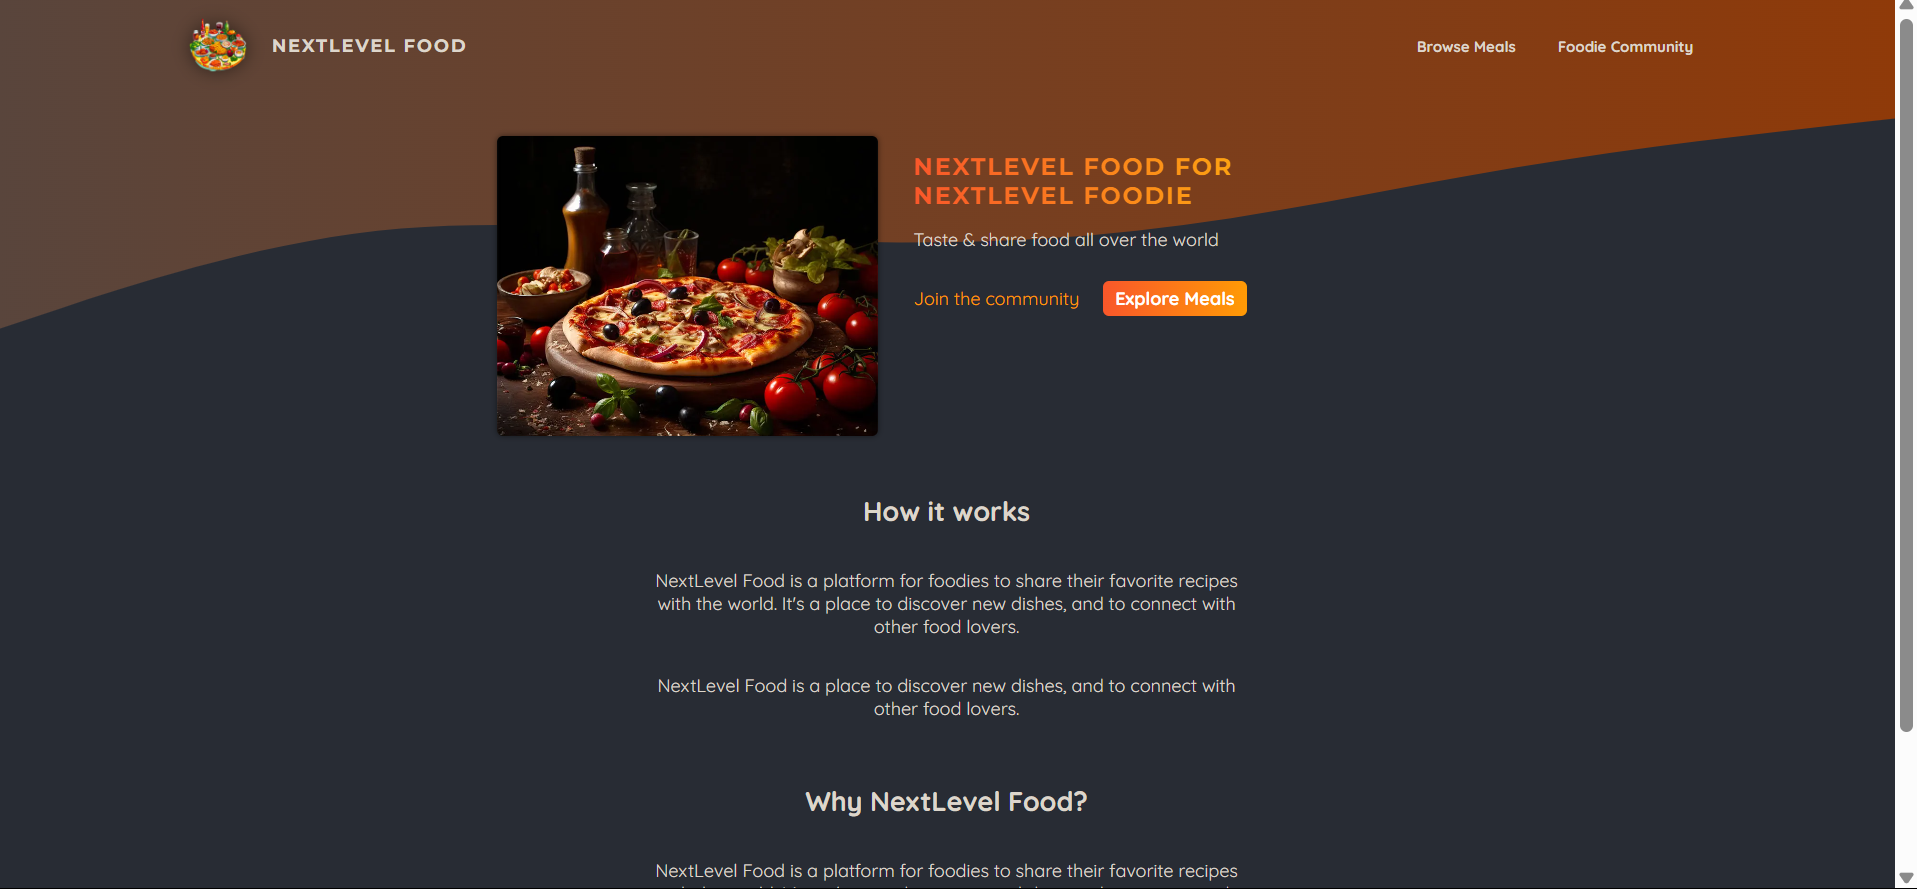 NEXTLEVEL FOOD
Browse Meals
Foodie Community
NEXTLEVEL FOOD FOR
NEXTLEVEL FOODIE
Taste & share food all over the world
Join the community
Explore Meals
How it works
NextLevel Food is a platform for foodies to share their favorite recipes
with the world. It's a place to discover new dishes, and to connect with
other food lovers.
NextLevel Food is a place to discover new dishes, and to connect with
other food lovers.
Why NextLevel Food?
NextLevel Food is a platform for foodies to share their favorite recipes